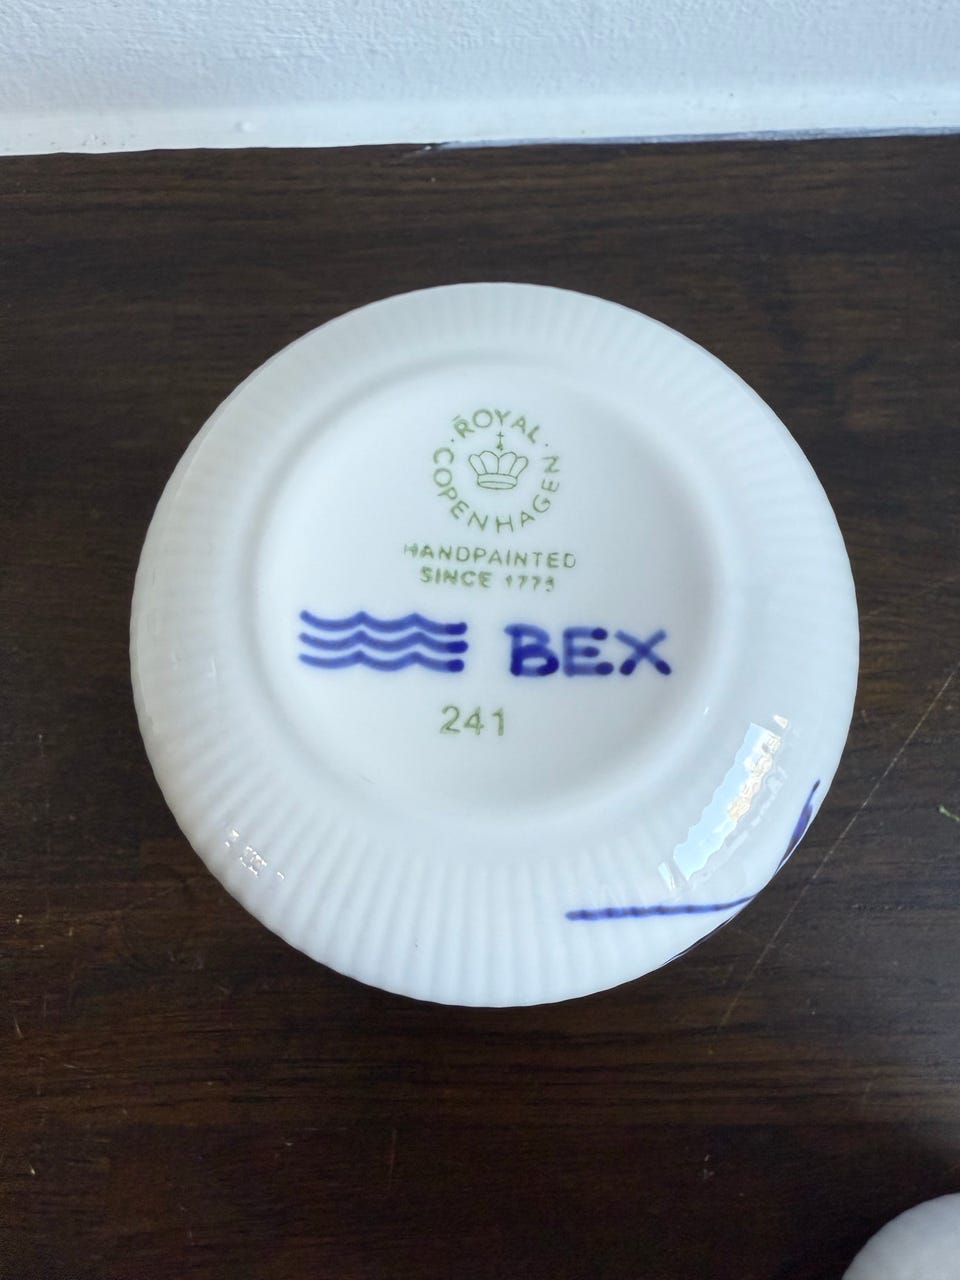 ROYAL
COPENHAGEN
HANDPAINTED
SINCE 1775
BEX
241